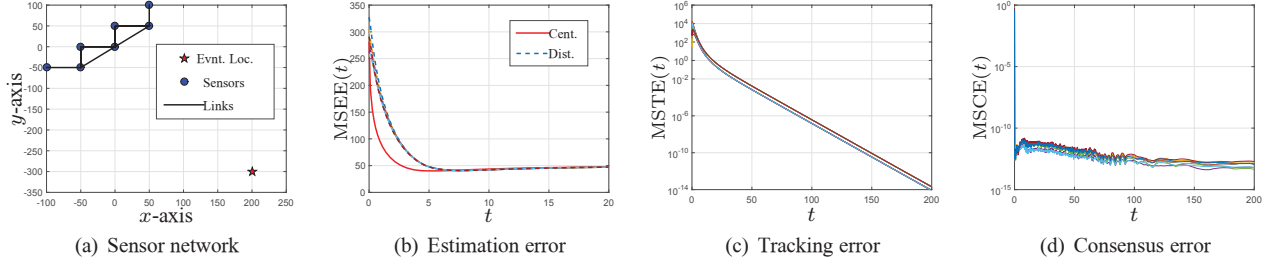 100
50
0
-50
-100
-150
-200
-250
-300
-350
-100 -50 0 50 100 150 200 250
y-axis
x-axis
Evnt. Loc.
Sensors
Links
(a) Sensor network
350
300
250
200
150
100
50
0
0 5 10 15 20
MSEE(t)
t
Cent.
Dist.
(b) Estimation error
10^6
10^4
10^2
10^-2
10^-6
10^-10
10^-14
0 50 100 150 200
MSTE(t)
t
(c) Tracking error
10^-5
10^-10
10^-15
0 50 100 150 200
MSCE(t)
t
(d) Consensus error